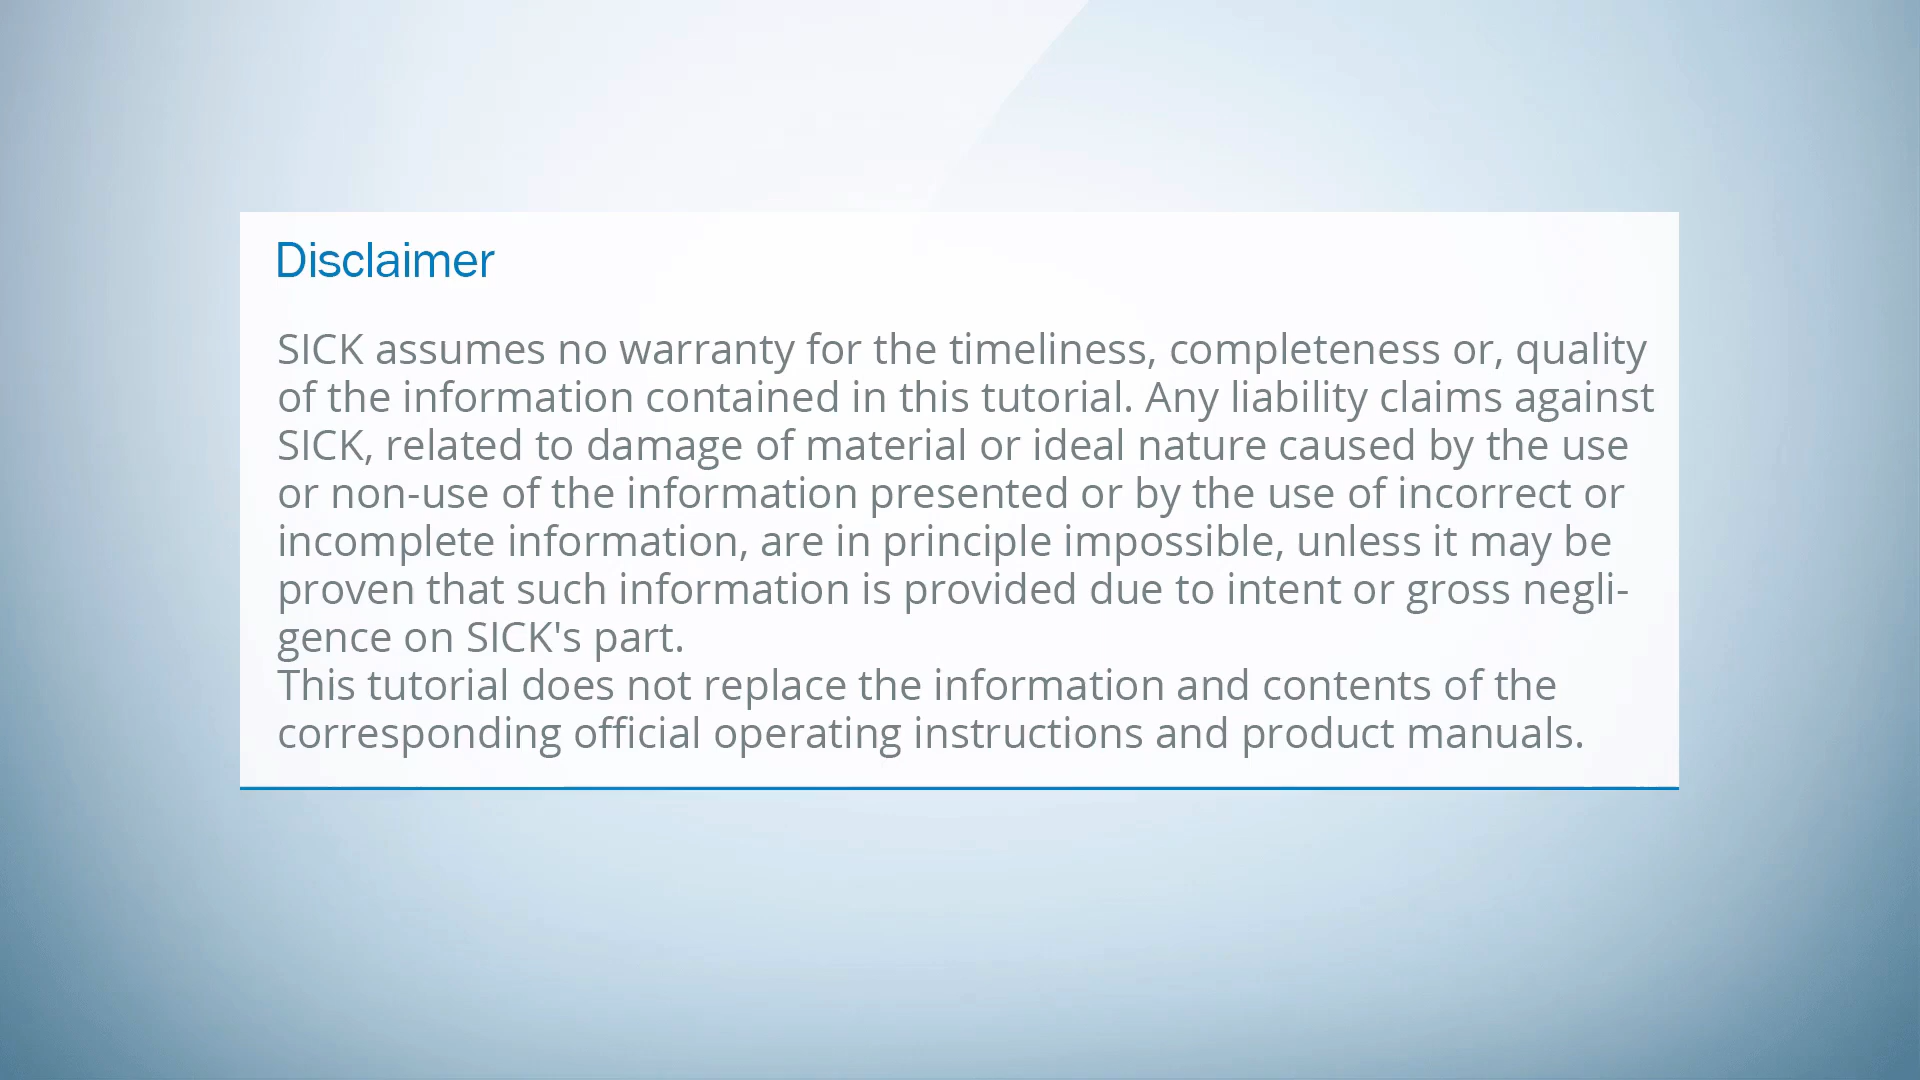 Disclaimer
SICK assumes no warranty for the timeliness, completeness or, quality
of the information contained in this tutorial. Any liability claims against
SICK, related to damage of material or ideal nature caused by the use
or non-use of the information presented or by the use of incorrect or
incomplete information, are in principle impossible, unless it may be
proven that such information is provided due to intent or gross negli-
gence on SICK's part.
This tutorial does not replace the information and contents of the
corresponding official operating instructions and product manuals.